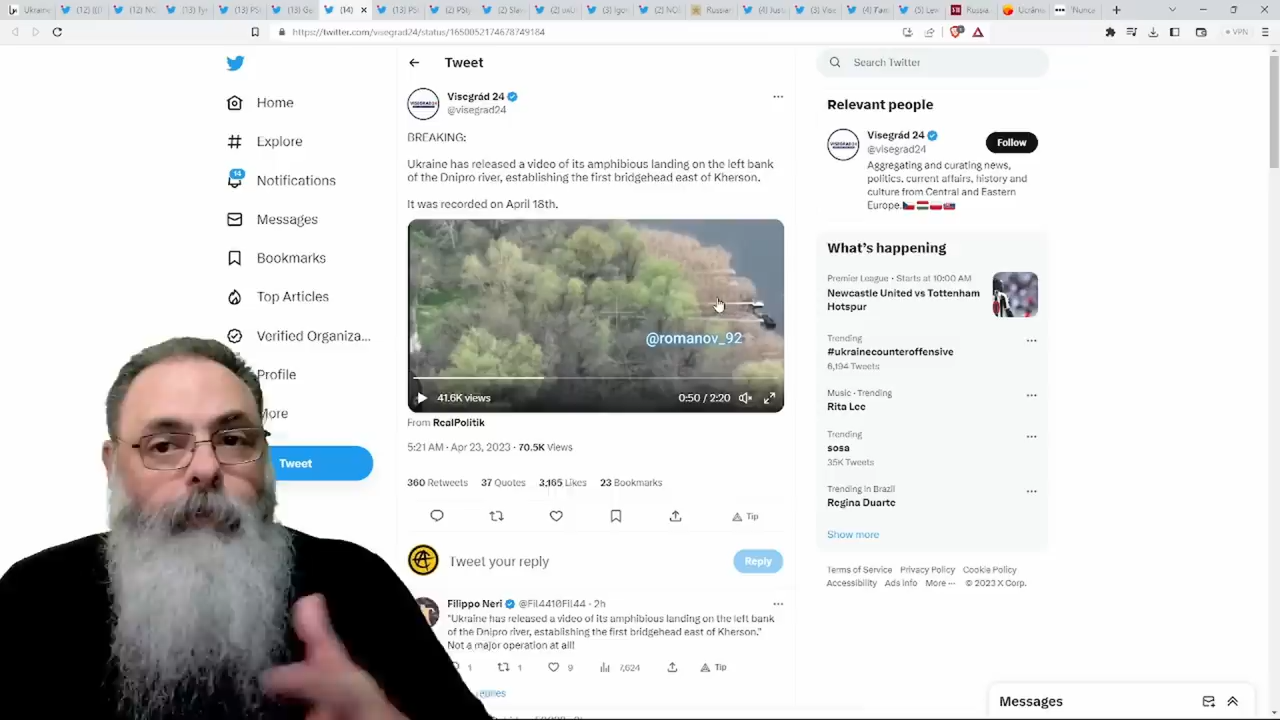 Ukraine
(14)
https://twitter.com/visegrad24/status/1650052174678749184
VPN
Home
Explore
14
Notifications
Messages
Bookmarks
Top Articles
Verified Organiza...
Profile
More
Tweet
Tweet
Visegrád 24
@visegrad24
BREAKING:
Ukraine has released a video of its amphibious landing on the left bank
of the Dnipro river, establishing the first bridgehead east of Kherson.
It was recorded on April 18th.
@romanov_92
41.6K views
0:50 / 2:20
From RealPolitik
5:21 AM · Apr 23, 2023 · 70.5K Views
360 Retweets 37 Quotes 3,165 Likes 23 Bookmarks
Tip
Tweet your reply
Reply
Filippo Neri @Fil4410Fil44 · 2h
"Ukraine has released a video of its amphibious landing on the left bank
of the Dnipro river, establishing the first bridgehead east of Kherson."
Not a major operation at all!
1 1 9 7,624 Tip
Search Twitter
Relevant people
Visegrád 24
@visegrad24
Follow
Aggregating and curating news,
politics, current affairs, history and
culture from Central and Eastern
Europe.
What's happening
Premier League · Starts at 10:00 AM
Newcastle United vs Tottenham
Hotspur
Trending
#ukrainecounteroffensive
6,194 Tweets
Music · Trending
Rita Lee
Trending
sosa
35K Tweets
Trending in Brazil
Regina Duarte
Show more
Terms of Service Privacy Policy Cookie Policy
Accessibility Ads info More ··· © 2023 X Corp.
Messages